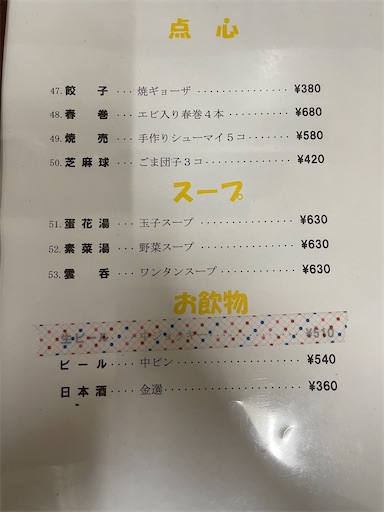 点 心
47. 餃 子 ··· 焼ギョーザ ················ ¥380
48. 春 巻 ··· エビ入り春巻４本 ·········· ¥680
49. 焼 売 ··· 手作りシューマイ５コ ······ ¥580
50. 芝麻球 ··· ごま団子３コ ·············· ¥420
スープ
51. 蛋花湯 ··· 玉子スープ ··············· ¥630
52. 素菜湯 ··· 野菜スープ ··············· ¥630
53. 雲 呑 ··· ワンタンスープ ············ ¥630
お飲物
生ビール ¥510
ビール ···· 中ビン ·················· ¥540
日本酒 ···· 金選 ···················· ¥360